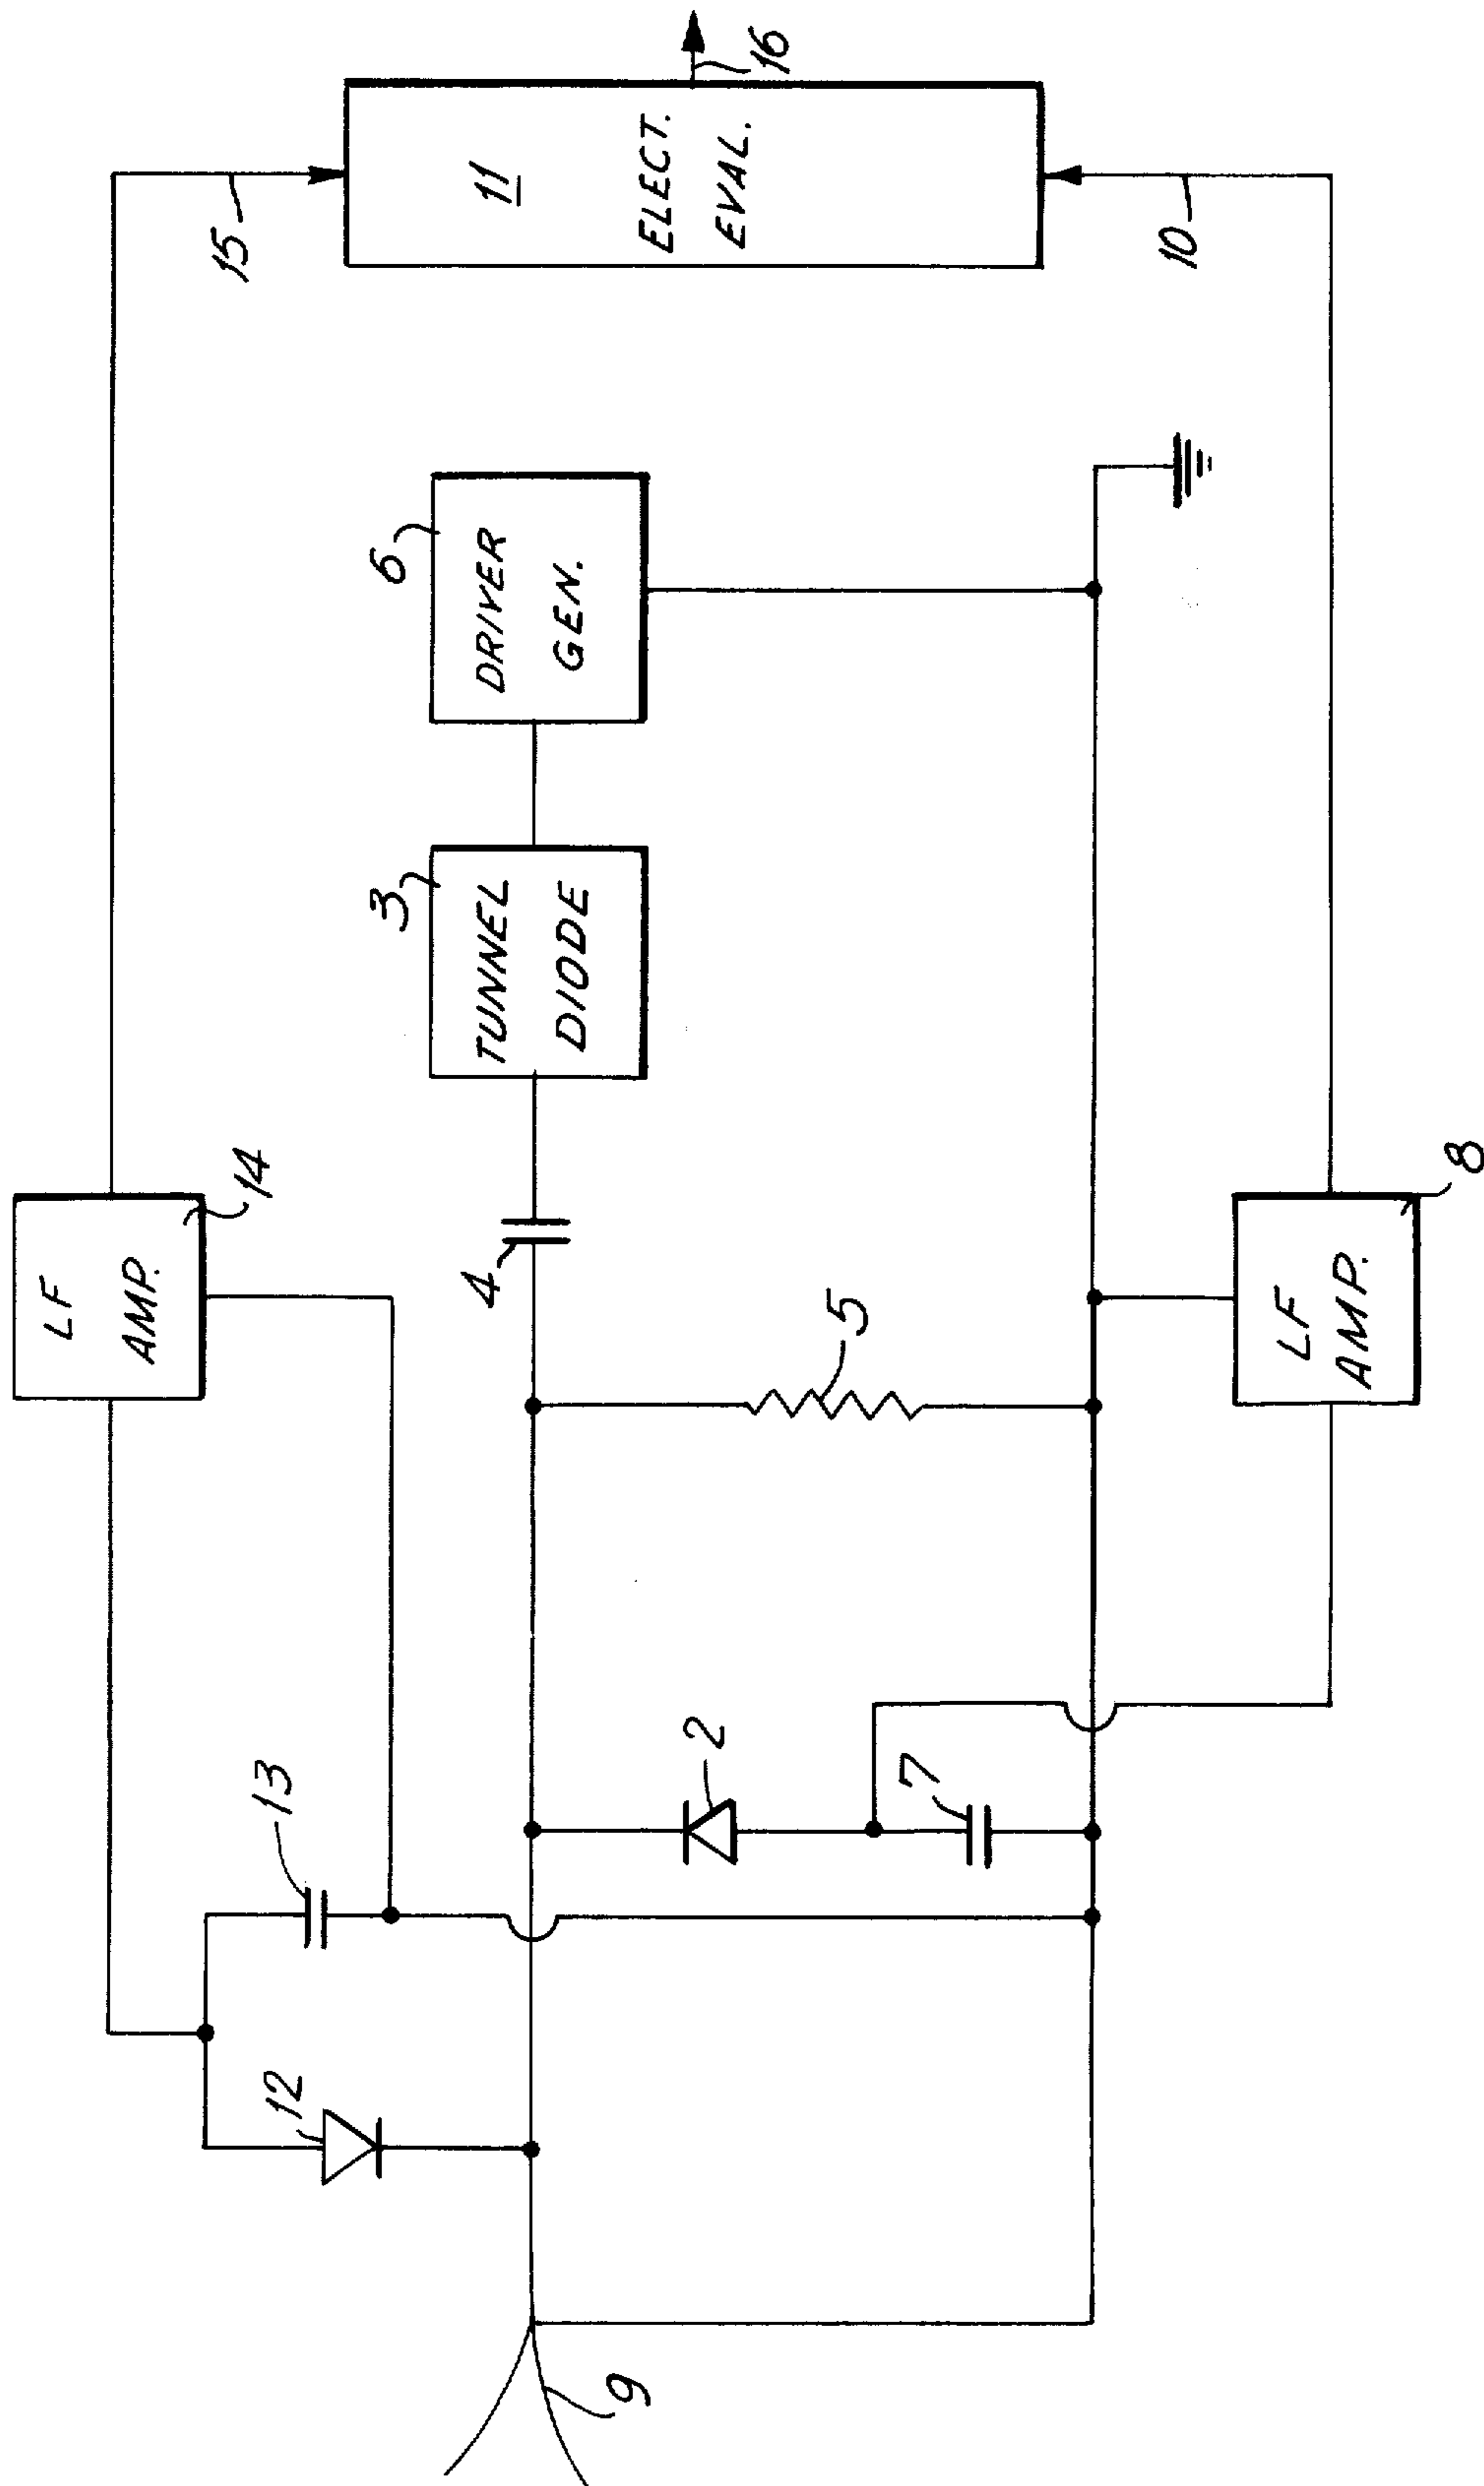 LF
AMP.
14
15
11
ELECT.
EVAL.
16
10
13
12
6
DRIVER
GEN.
3
TUNNEL
DIODE
4
5
2
7
9
LF
AMP.
8